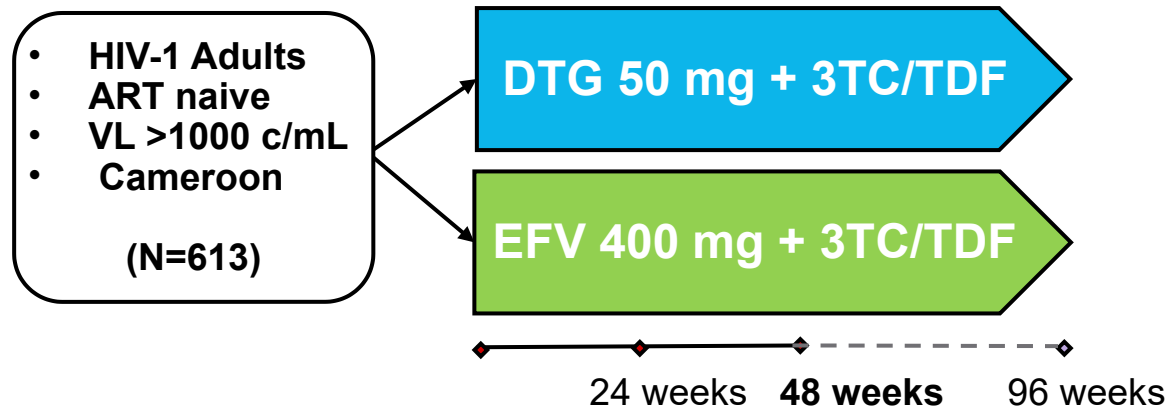 • HIV-1 Adults
• ART naive
• VL >1000 c/mL
• Cameroon
(N=613)
DTG 50 mg + 3TC/TDF
EFV 400 mg + 3TC/TDF
24 weeks 48 weeks 96 weeks